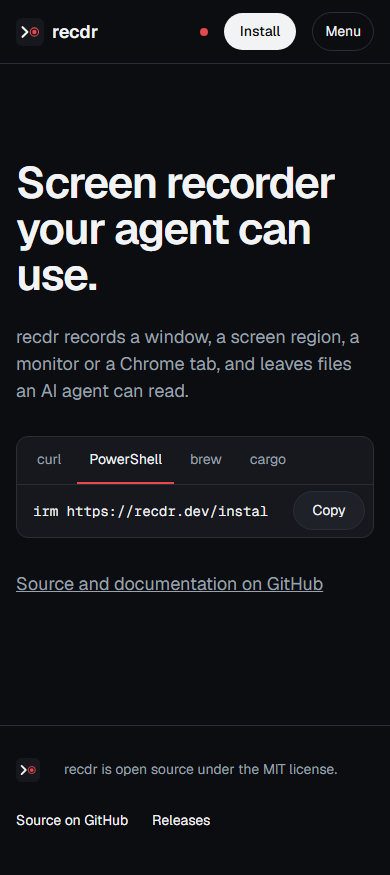 recdr
Install
Menu
Screen recorder
your agent can
use.
recdr records a window, a screen region, a
monitor or a Chrome tab, and leaves files
an AI agent can read.
curl
PowerShell
brew
cargo
irm https://recdr.dev/instal
Copy
Source and documentation on GitHub
recdr is open source under the MIT license.
Source on GitHub
Releases